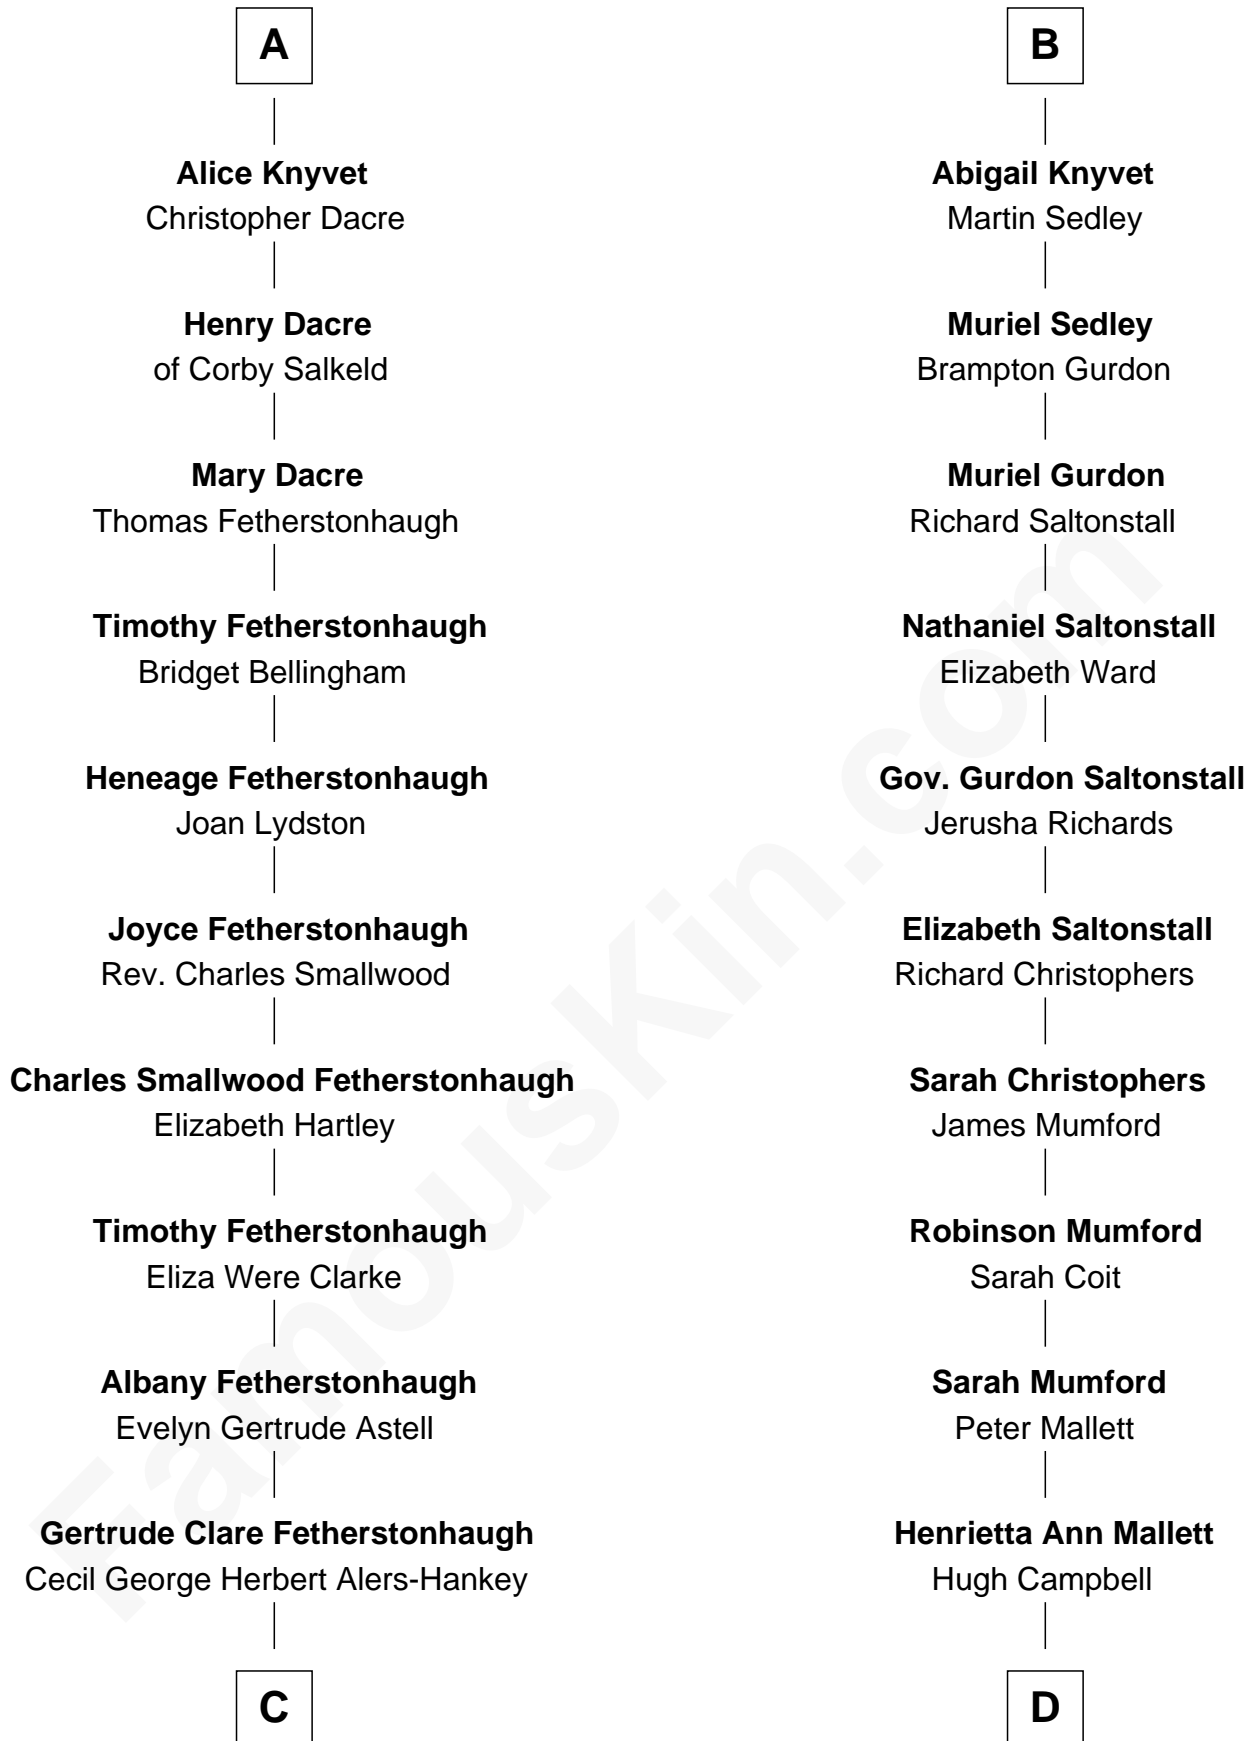 A
Alice Knyvet
Christopher Dacre
Henry Dacre
of Corby Salkeld
Mary Dacre
Thomas Fetherstonhaugh
Timothy Fetherstonhaugh
Bridget Bellingham
Heneage Fetherstonhaugh
Joan Lydston
Joyce Fetherstonhaugh
Rev. Charles Smallwood
Charles Smallwood Fetherstonhaugh
Elizabeth Hartley
Timothy Fetherstonhaugh
Eliza Were Clarke
Albany Fetherstonhaugh
Evelyn Gertrude Astell
Gertrude Clare Fetherstonhaugh
Cecil George Herbert Alers-Hankey
C
B
Abigail Knyvet
Martin Sedley
Muriel Sedley
Brampton Gurdon
Muriel Gurdon
Richard Saltonstall
Nathaniel Saltonstall
Elizabeth Ward
Gov. Gurdon Saltonstall
Jerusha Richards
Elizabeth Saltonstall
Richard Christophers
Sarah Christophers
James Mumford
Robinson Mumford
Sarah Coit
Sarah Mumford
Peter Mallett
Henrietta Ann Mallett
Hugh Campbell
D
FamousKin.com